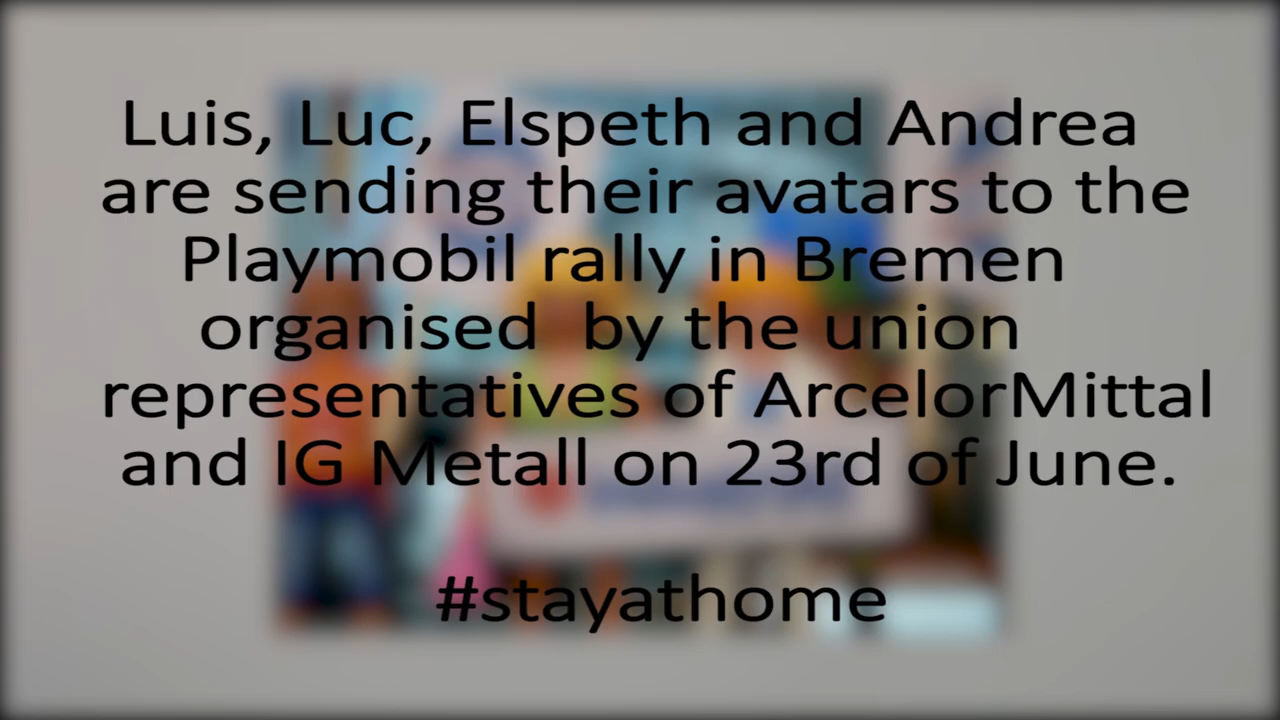 Luis, Luc, Elspeth and Andrea
are sending their avatars to the
Playmobil rally in Bremen
organised  by the union
representatives of ArcelorMittal
and IG Metall on 23rd of June.
#stayathome